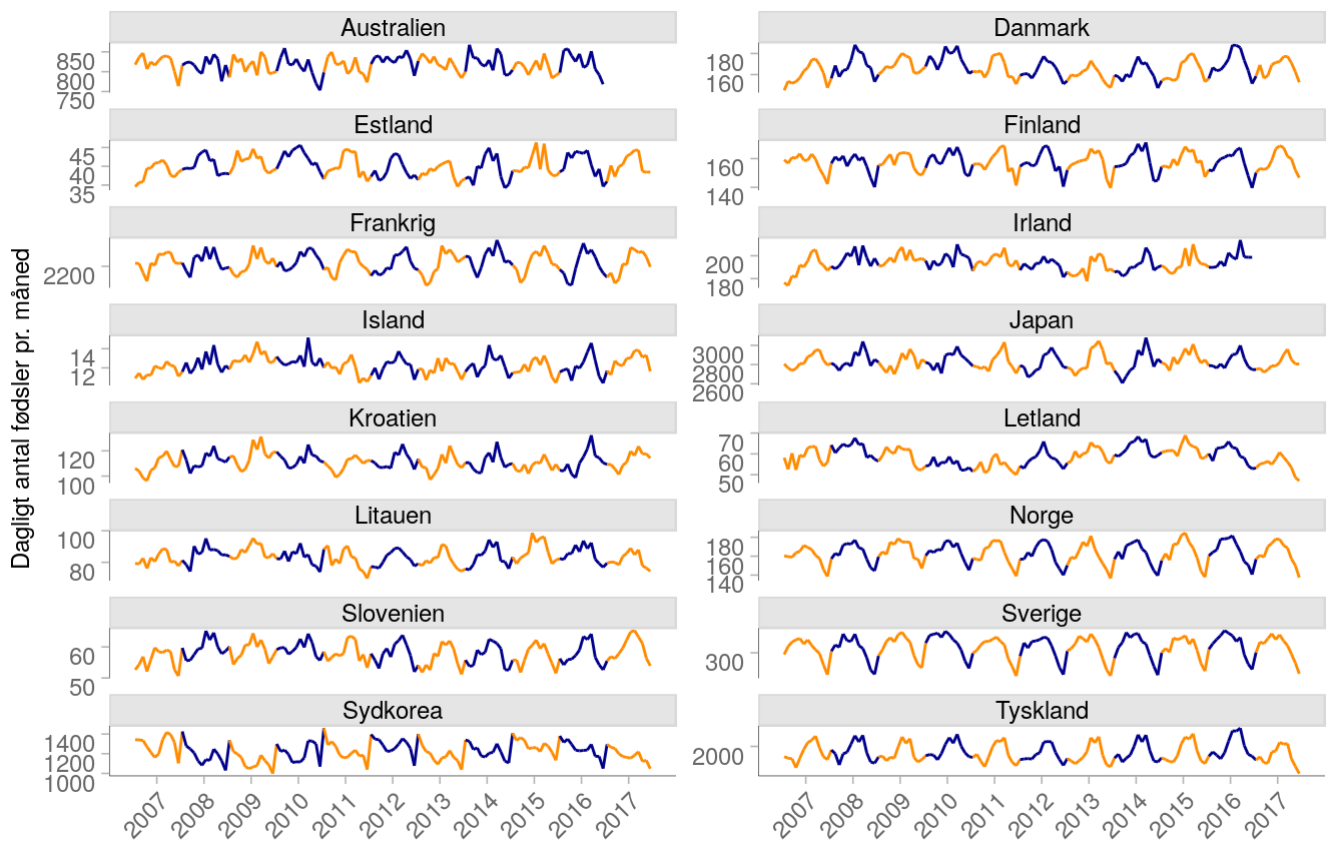 Dagligt antal fødsler pr. måned
Australien
850
800
750
Danmark
180
160
Estland
45
40
35
Finland
160
140
Frankrig
2200
Irland
200
180
Island
14
12
Japan
3000
2800
2600
Kroatien
120
100
Letland
70
60
50
Litauen
100
80
Norge
180
160
140
Slovenien
60
50
Sverige
300
Sydkorea
1400
1200
1000
Tyskland
2000
2007 2008 2009 2010 2011 2012 2013 2014 2015 2016 2017
2007 2008 2009 2010 2011 2012 2013 2014 2015 2016 2017